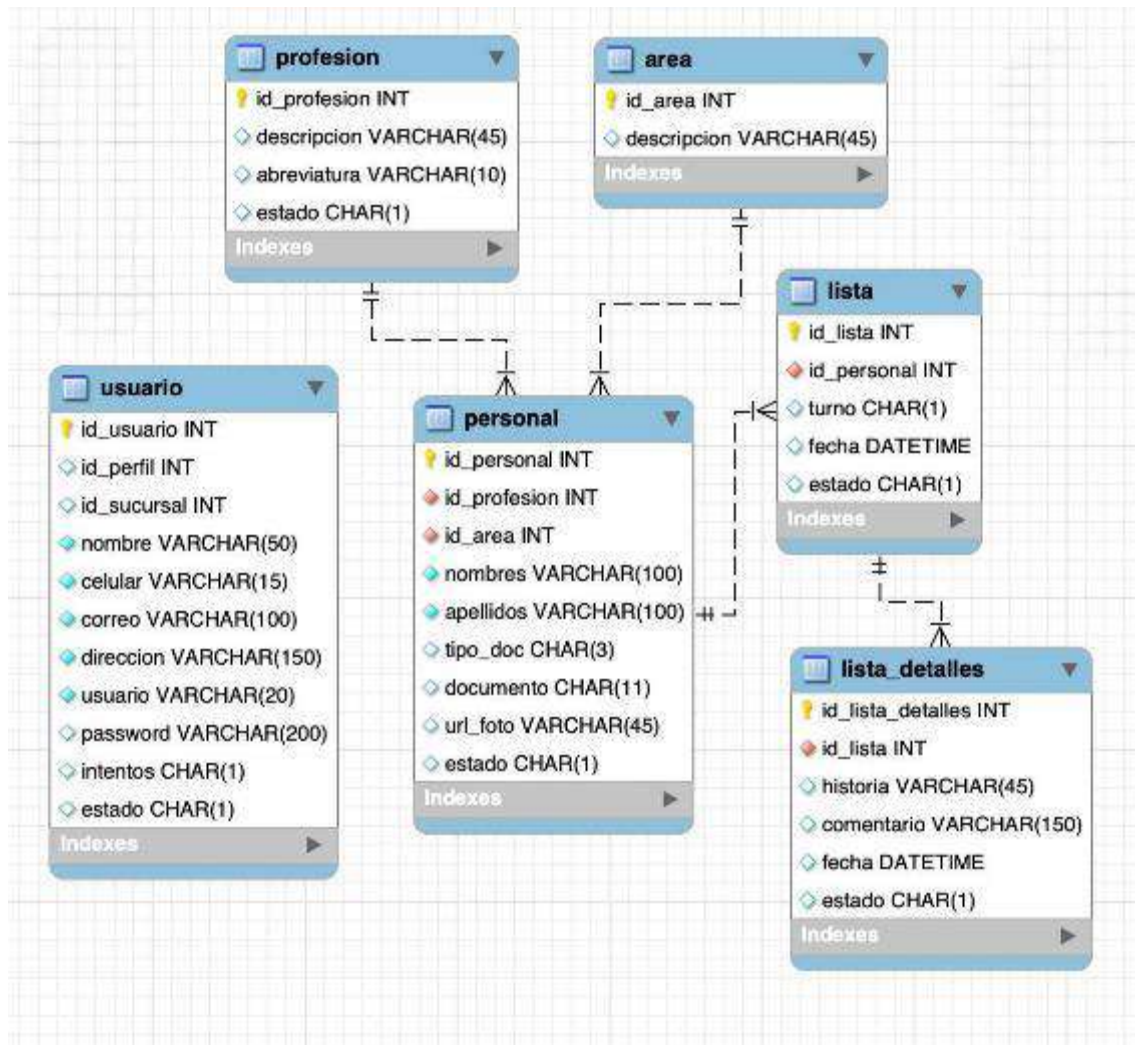 profesion
id_profesion INT
descripcion VARCHAR(45)
abreviatura VARCHAR(10)
estado CHAR(1)
Indexes
area
id_area INT
descripcion VARCHAR(45)
Indexes
lista
id_lista INT
id_personal INT
turno CHAR(1)
fecha DATETIME
estado CHAR(1)
Indexes
usuario
id_usuario INT
id_perfil INT
id_sucursal INT
nombre VARCHAR(50)
celular VARCHAR(15)
correo VARCHAR(100)
direccion VARCHAR(150)
usuario VARCHAR(20)
password VARCHAR(200)
intentos CHAR(1)
estado CHAR(1)
Indexes
personal
id_personal INT
id_profesion INT
id_area INT
nombres VARCHAR(100)
apellidos VARCHAR(100)
tipo_doc CHAR(3)
documento CHAR(11)
url_foto VARCHAR(45)
estado CHAR(1)
Indexes
lista_detalles
id_lista_detalles INT
id_lista INT
historia VARCHAR(45)
comentario VARCHAR(150)
fecha DATETIME
estado CHAR(1)
Indexes